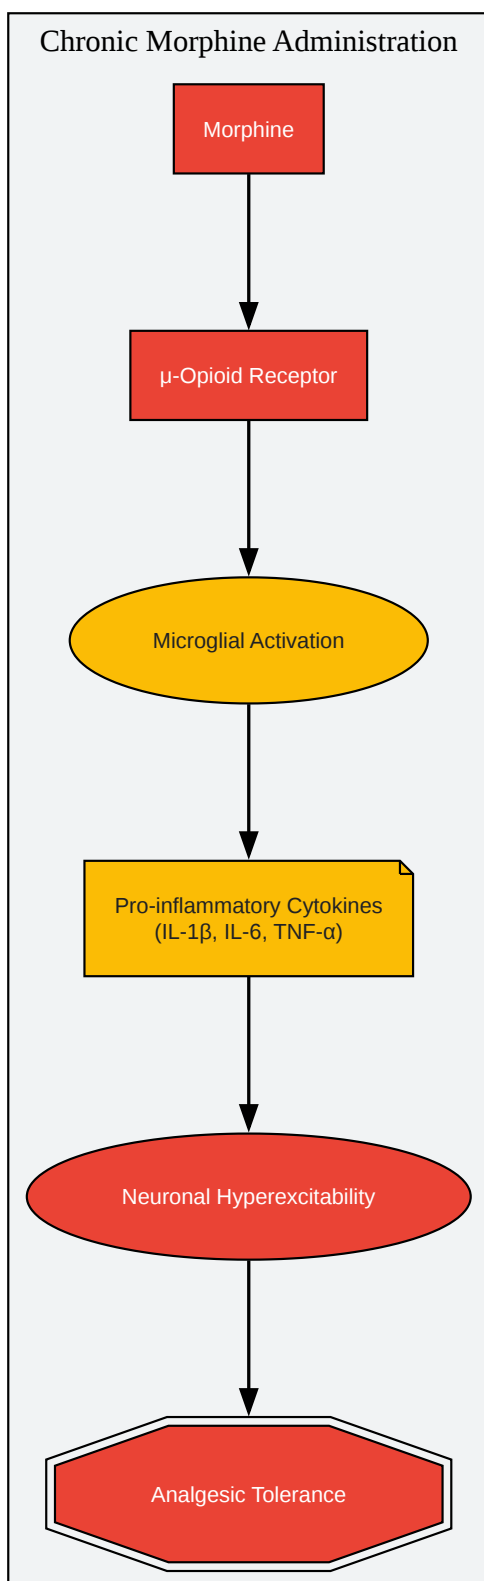 Chronic Morphine Administration
Morphine
μ-Opioid Receptor
Microglial Activation
Pro-inflammatory Cytokines
(IL-1β, IL-6, TNF-α)
Neuronal Hyperexcitability
Analgesic Tolerance